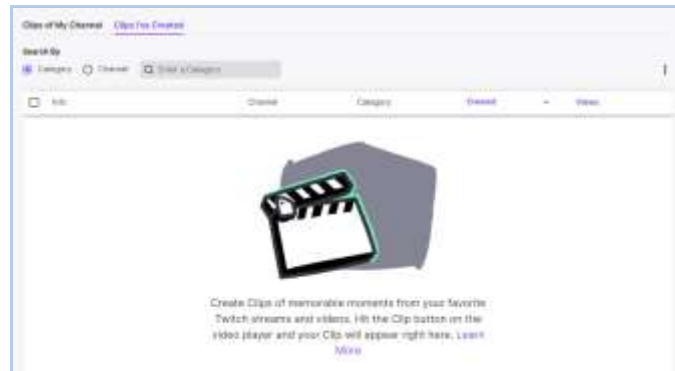 Clips of My Channel Clips I've Created
Search By
Category Channel Enter a Category
Info Channel Category Created Views
Create Clips of memorable moments from your favorite
Twitch streams and videos. Hit the Clip button on the
video player and your Clip will appear right here. Learn
More